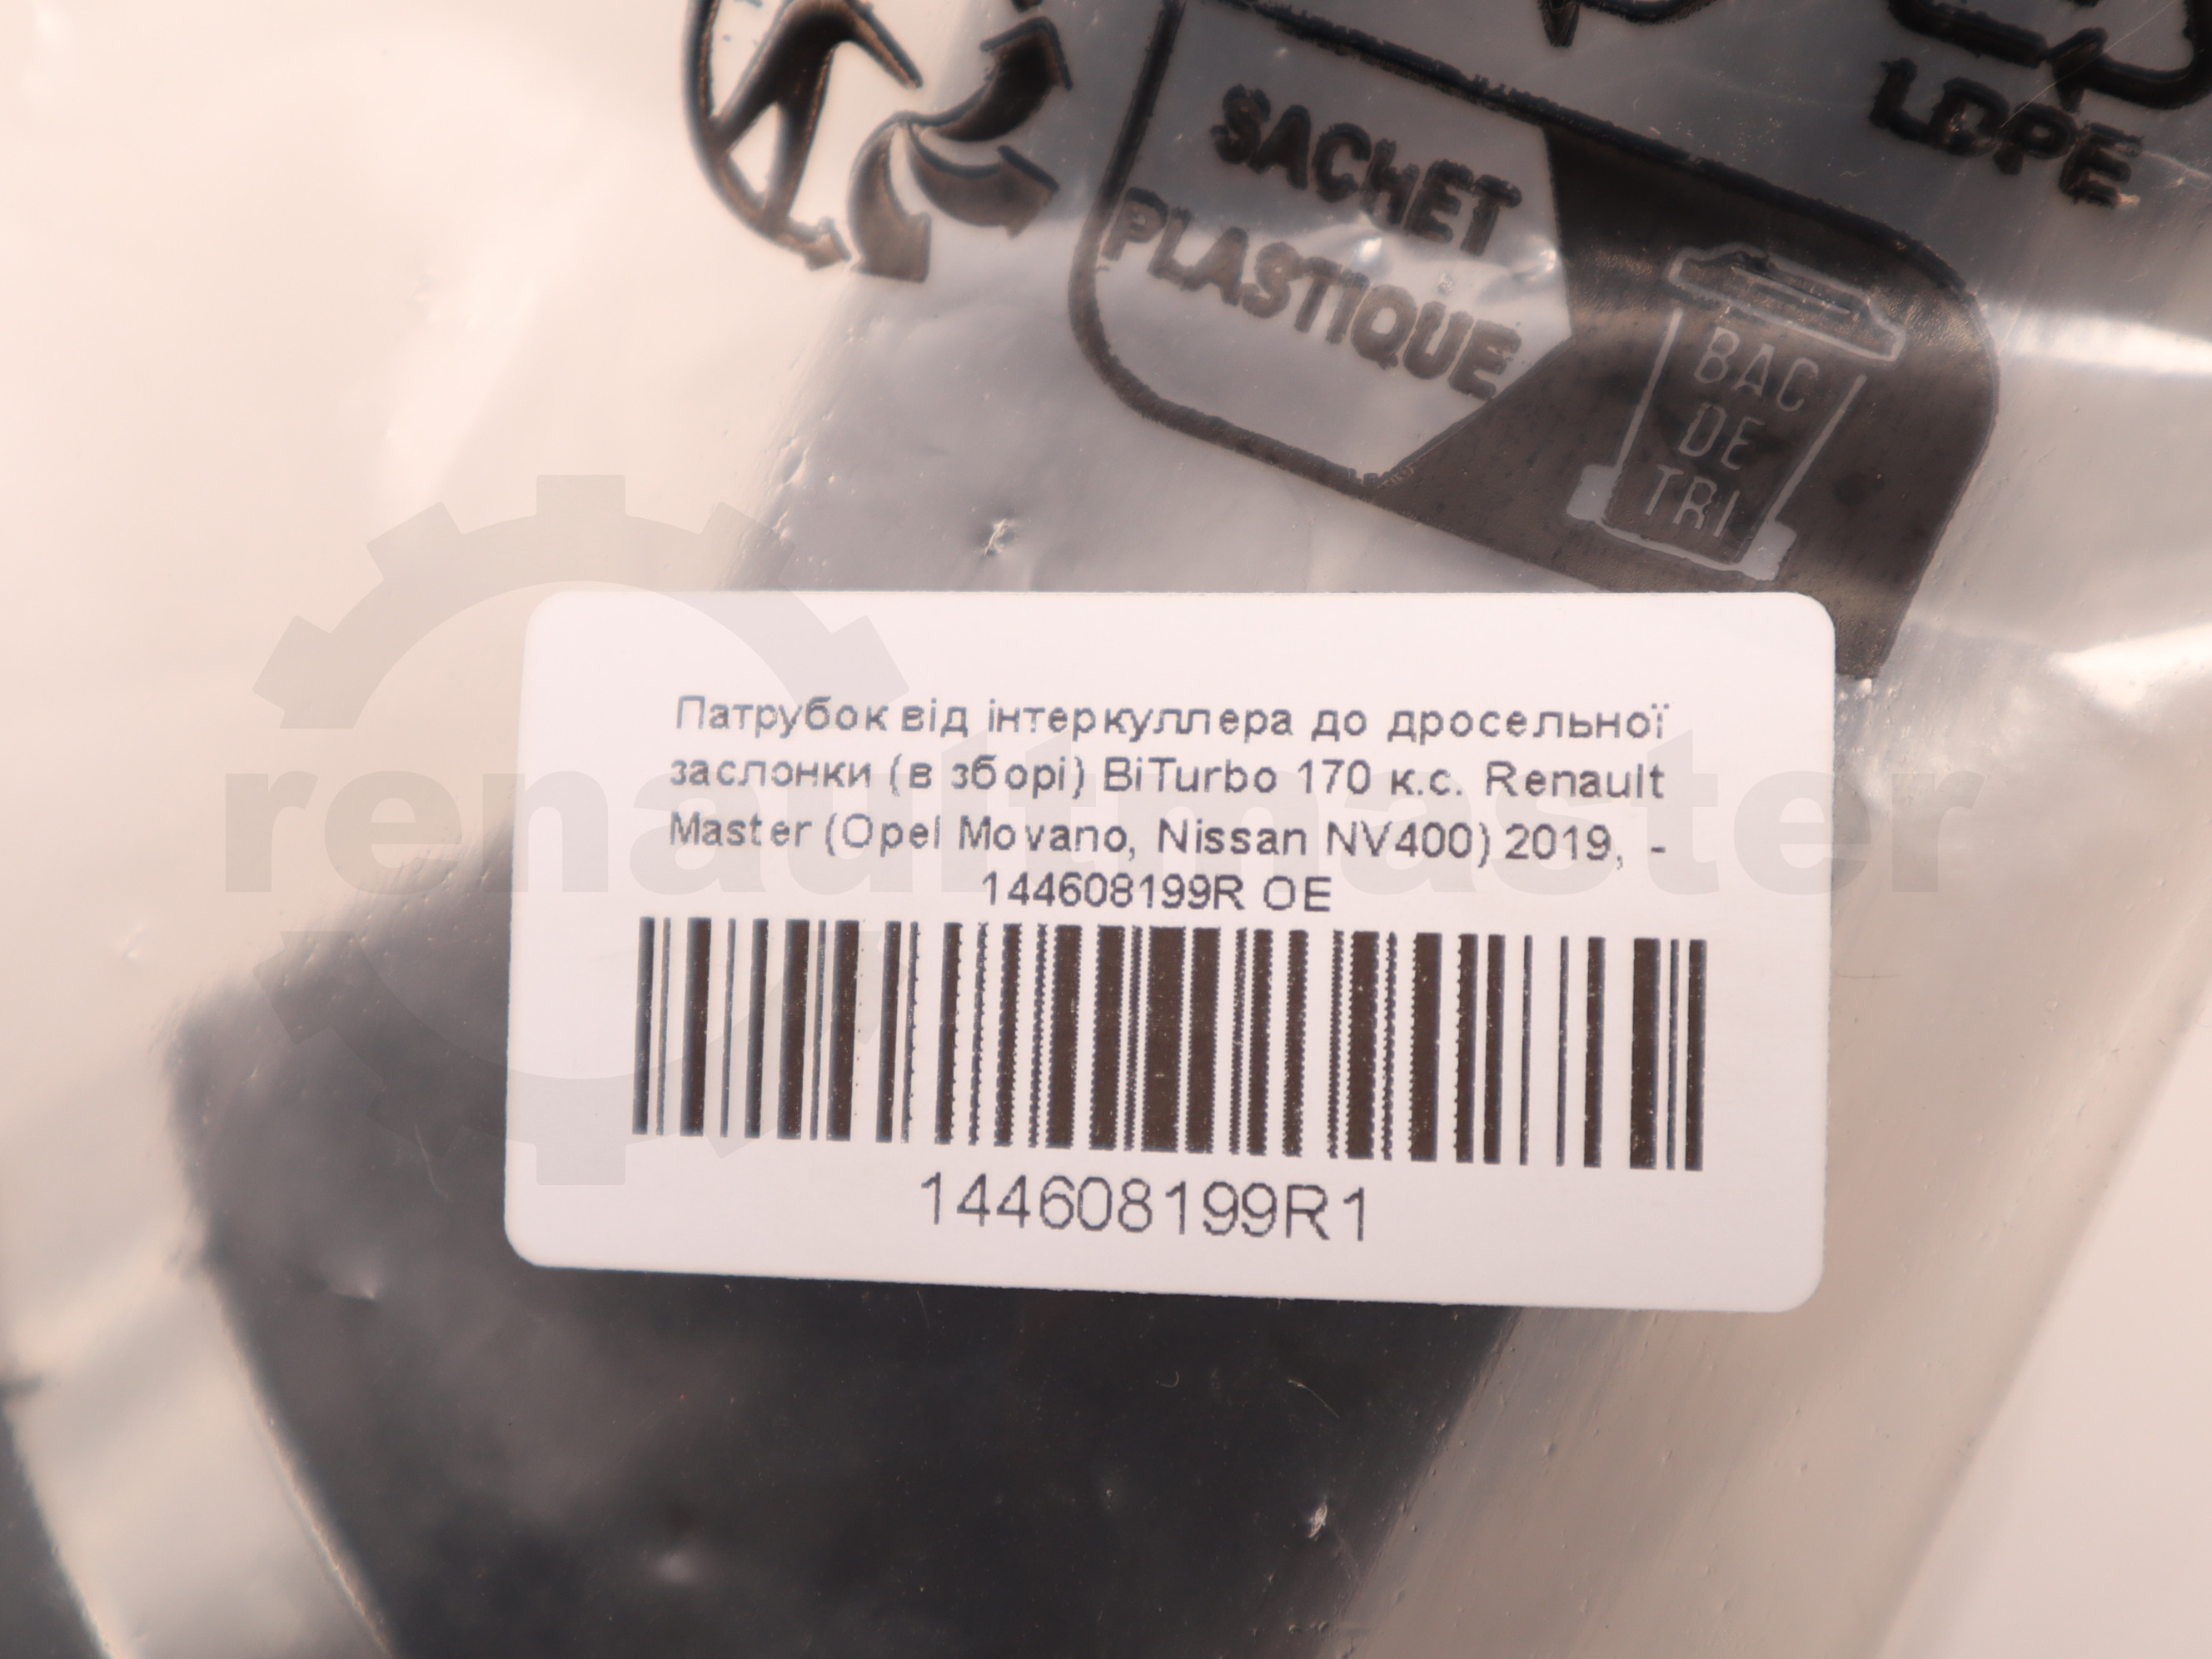 LDPE
SACHET
PLASTIQUE
BAC
DE
TRI
Патрубок від інтеркуллера до дросельної
заслонки (в зборі) BiTurbo 170 к.с. Renault
Master (Opel Movano, Nissan NV400) 2019, -
144608199R OE
144608199R1
renaultmaster